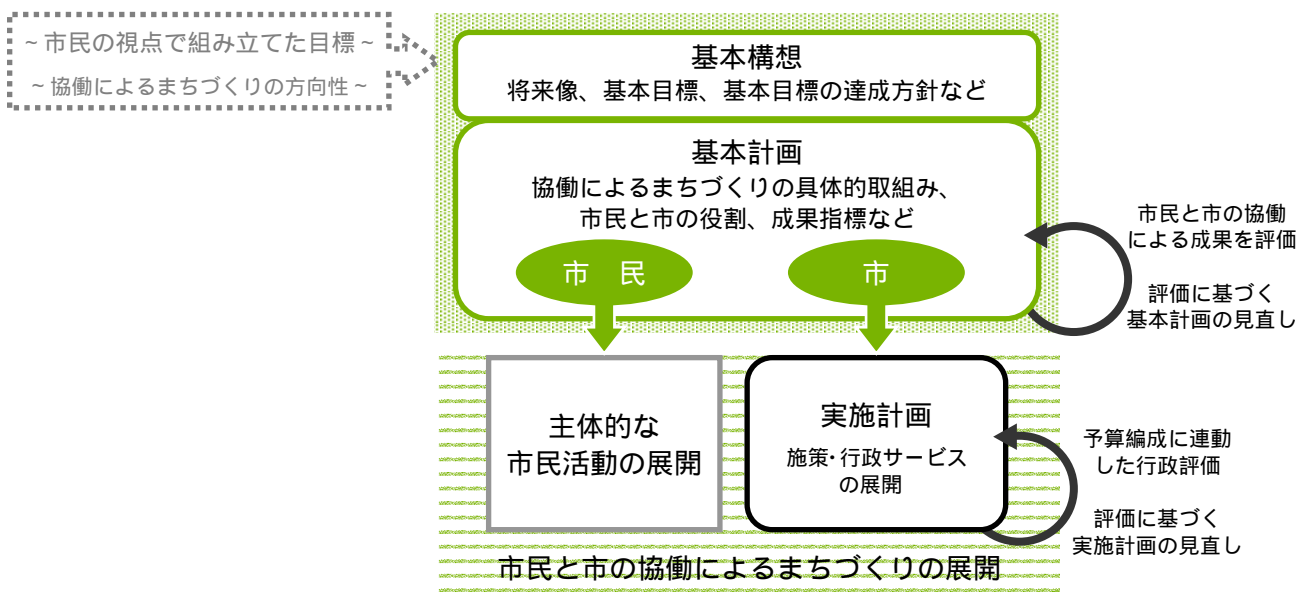 ~市民の視点で組み立てた目標~
~協働によるまちづくりの方向性~
基本構想
将来像、基本目標、基本目標の達成方針など
基本計画
協働によるまちづくりの具体的取組み、
市民と市の役割、成果指標など
市 民
市
市民と市の協働
による成果を評価
評価に基づく
基本計画の見直し
主体的な
市民活動の展開
実施計画
施策・行政サービス
の展開
予算編成に連動
した行政評価
評価に基づく
実施計画の見直し
市民と市の協働によるまちづくりの展開